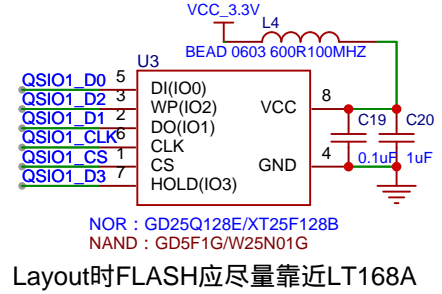 VCC_3.3V
L4
BEAD 0603 600R100MHZ
U3
QSIO1_D0 5 DI(IO0)
QSIO1_D2 3 WP(IO2) VCC 8
QSIO1_D1 2 DO(IO1)
QSIO1_CLK 6 CLK
QSIO1_CS 1 CS GND 4
QSIO1_D3 7 HOLD(IO3)
C19 C20
0.1uF 1uF
NOR：GD25Q128E/XT25F128B
NAND：GD5F1G/W25N01G
Layout时FLASH应尽量靠近LT168A